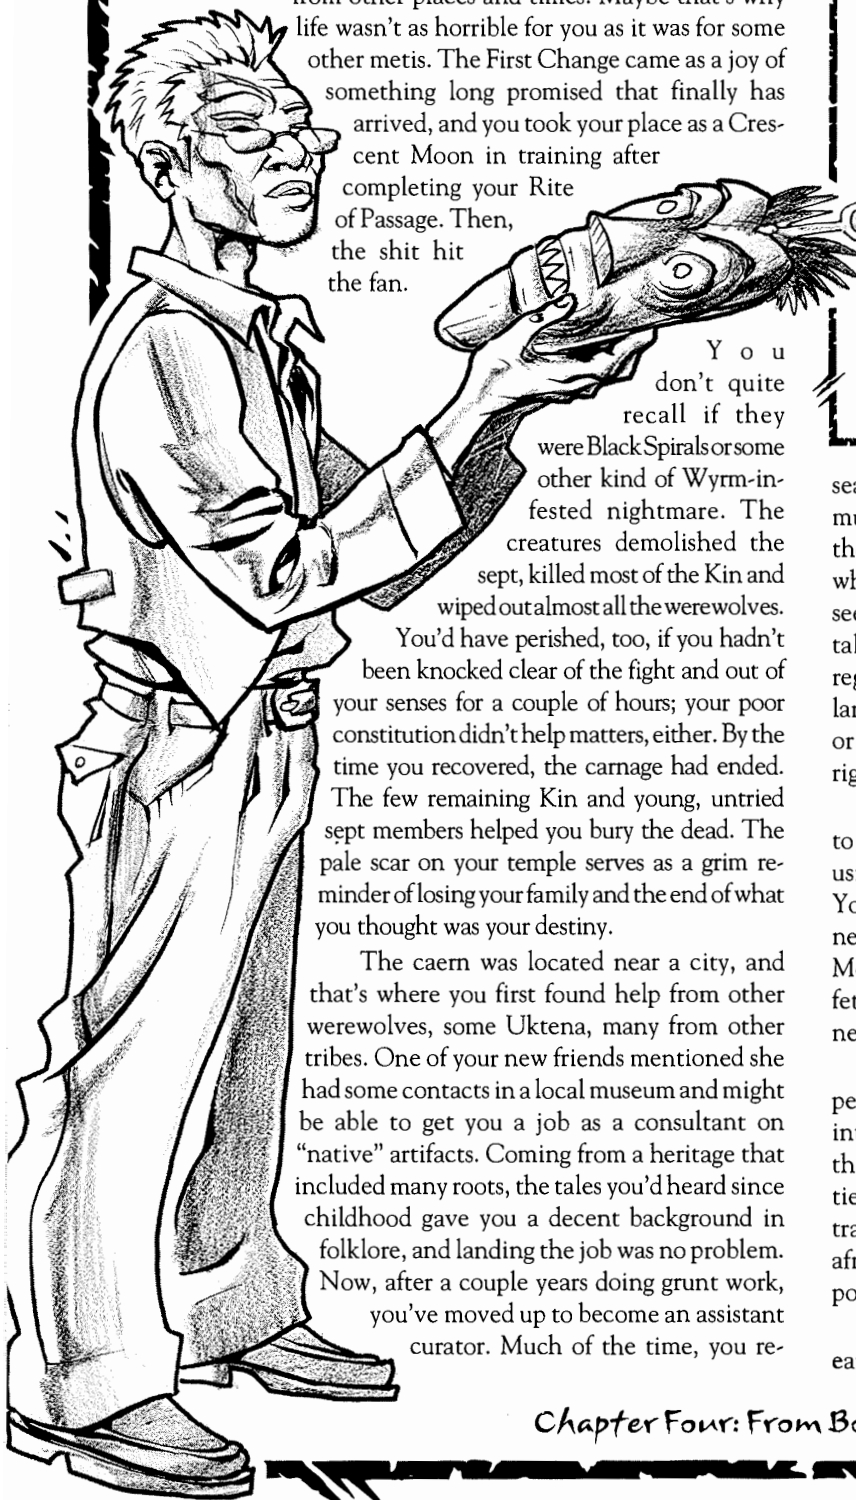 from other places and times. Maybe that's why
life wasn't as horrible for you as it was for some
other metis. The First Change came as a joy of
something long promised that finally has
arrived, and you took your place as a Cres-
cent Moon in training after
completing your Rite
of Passage. Then,
the shit hit
the fan.
You
don't quite
recall if they
were Black Spirals or some
other kind of Wyrm-in-
fested nightmare. The
creatures demolished the
sept, killed most of the Kin and
wiped out almost all the werewolves.
You'd have perished, too, if you hadn't
been knocked clear of the fight and out of
your senses for a couple of hours; your poor
constitution didn't help matters, either. By the
time you recovered, the carnage had ended.
The few remaining Kin and young, untried
sept members helped you bury the dead. The
pale scar on your temple serves as a grim re-
minder of losing your family and the end of what
you thought was your destiny.
The caern was located near a city, and
that's where you first found help from other
werewolves, some Uktena, many from other
tribes. One of your new friends mentioned she
had some contacts in a local museum and might
be able to get you a job as a consultant on
“native” artifacts. Coming from a heritage that
included many roots, the tales you'd heard since
childhood gave you a decent background in
folklore, and landing the job was no problem.
Now, after a couple years doing grunt work,
you've moved up to become an assistant
curator. Much of the time, you re-
to
or
Chapter Four: From